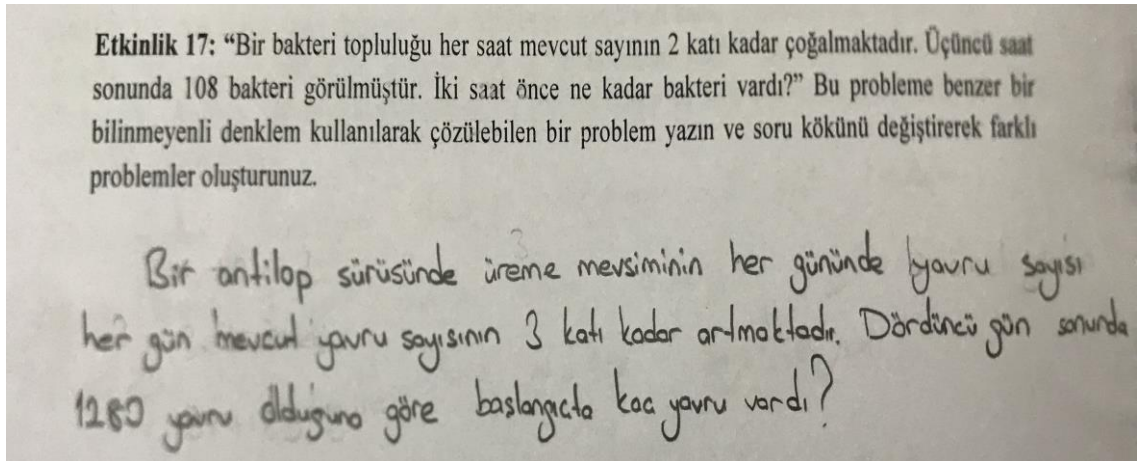 Etkinlik 17: “Bir bakteri topluluğu her saat mevcut sayının 2 katı kadar çoğalmaktadır. Üçüncü saat
sonunda 108 bakteri görülmüştür. İki saat önce ne kadar bakteri vardı?” Bu probleme benzer bir
bilinmeyenli denklem kullanılarak çözülebilen bir problem yazın ve soru kökünü değiştirerek farklı
problemler oluşturunuz.
Bir antilop sürüsünde üreme mevsiminin her gününde yavru sayısı
her gün mevcut yavru sayısının 3 katı kadar artmaktadır. Dördüncü gün sonunda
1280 yavru olduğuna göre başlangıçta kaç yavru vardı?